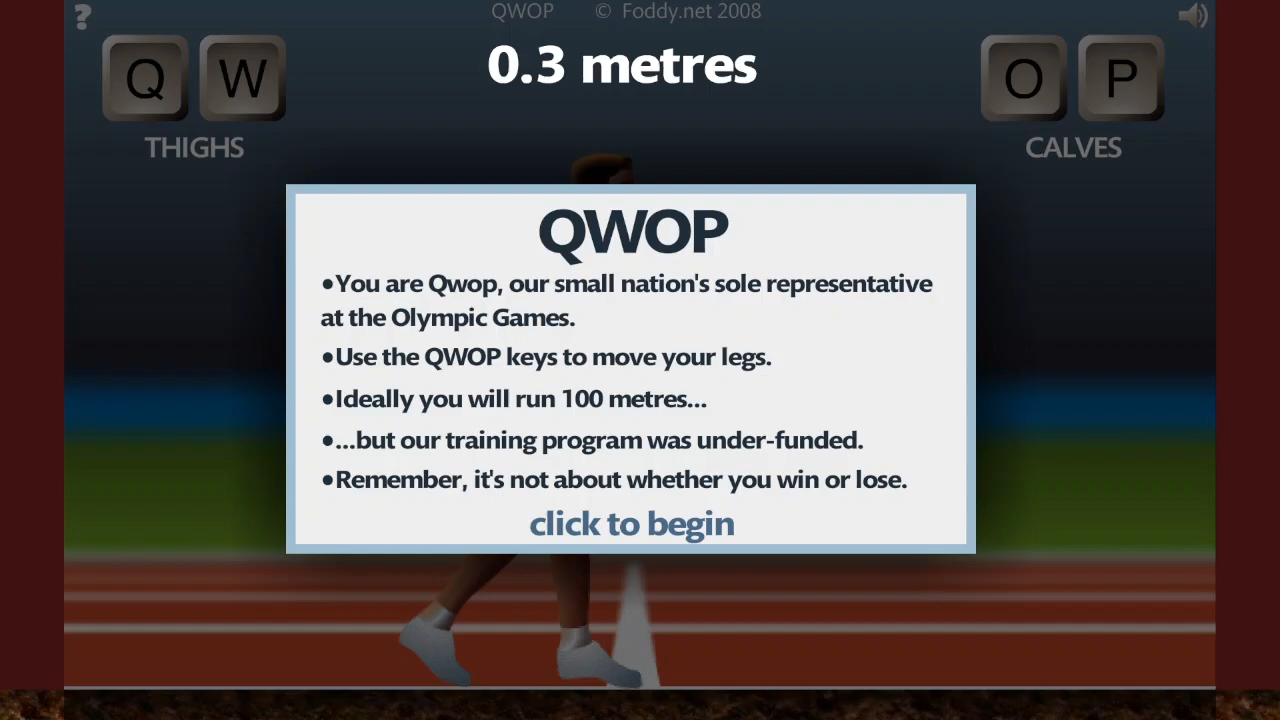 QWOP © Foddy.net 2008
?
Q W O P
0.3 metres
THIGHS CALVES
QWOP
•You are Qwop, our small nation's sole representative
at the Olympic Games.
•Use the QWOP keys to move your legs.
•Ideally you will run 100 metres...
•...but our training program was under-funded.
•Remember, it's not about whether you win or lose.
click to begin